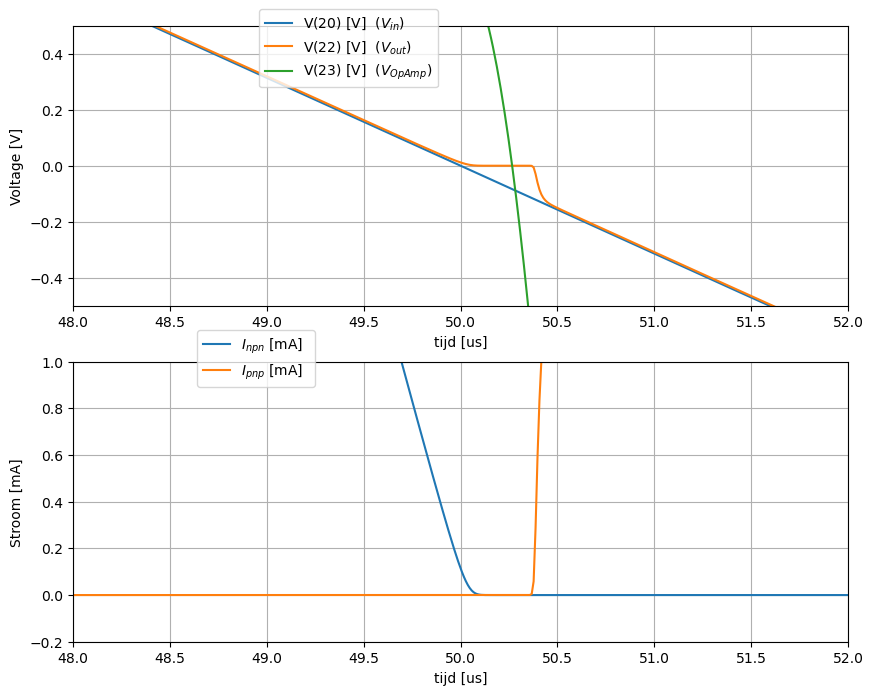 V(20) [V] (V_in)
V(22) [V] (V_out)
V(23) [V] (V_OpAmp)
Voltage [V]
0.4
0.2
0.0
−0.2
−0.4
48.0 48.5 49.0 49.5 50.0 50.5 51.0 51.5 52.0
tijd [us]
I_npn [mA]
I_pnp [mA]
Stroom [mA]
1.0
0.8
0.6
0.4
0.2
0.0
−0.2
48.0 48.5 49.0 49.5 50.0 50.5 51.0 51.5 52.0
tijd [us]